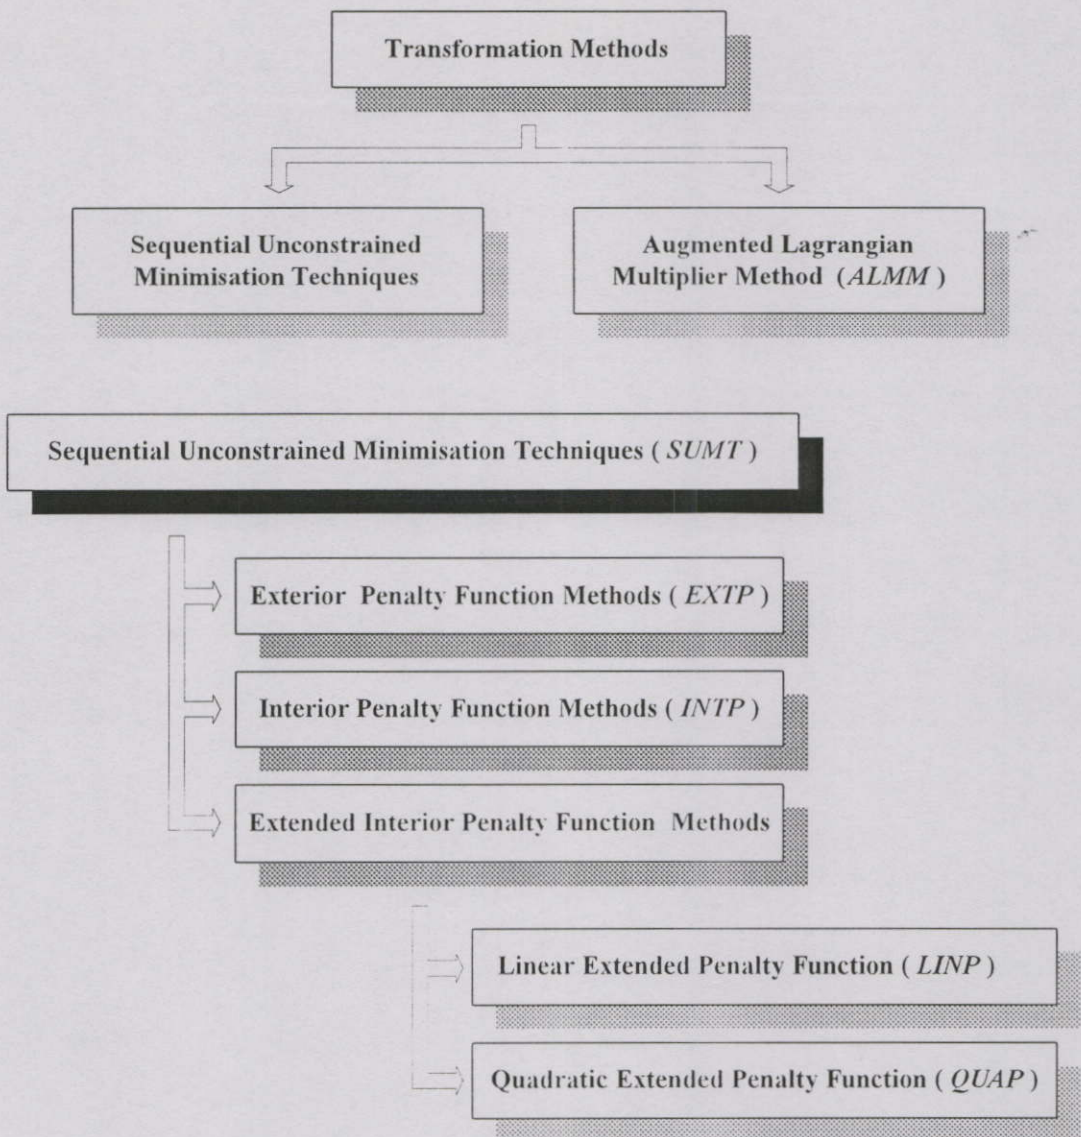 Transformation Methods
Sequential Unconstrained
Minimisation Techniques
Augmented Lagrangian
Multiplier Method (ALMM)
Sequential Unconstrained Minimisation Techniques ( SUMT )
Exterior Penalty Function Methods ( EXTP )
Interior Penalty Function Methods ( INTP )
Extended Interior Penalty Function Methods
Linear Extended Penalty Function ( LINP )
Quadratic Extended Penalty Function ( QUAP )